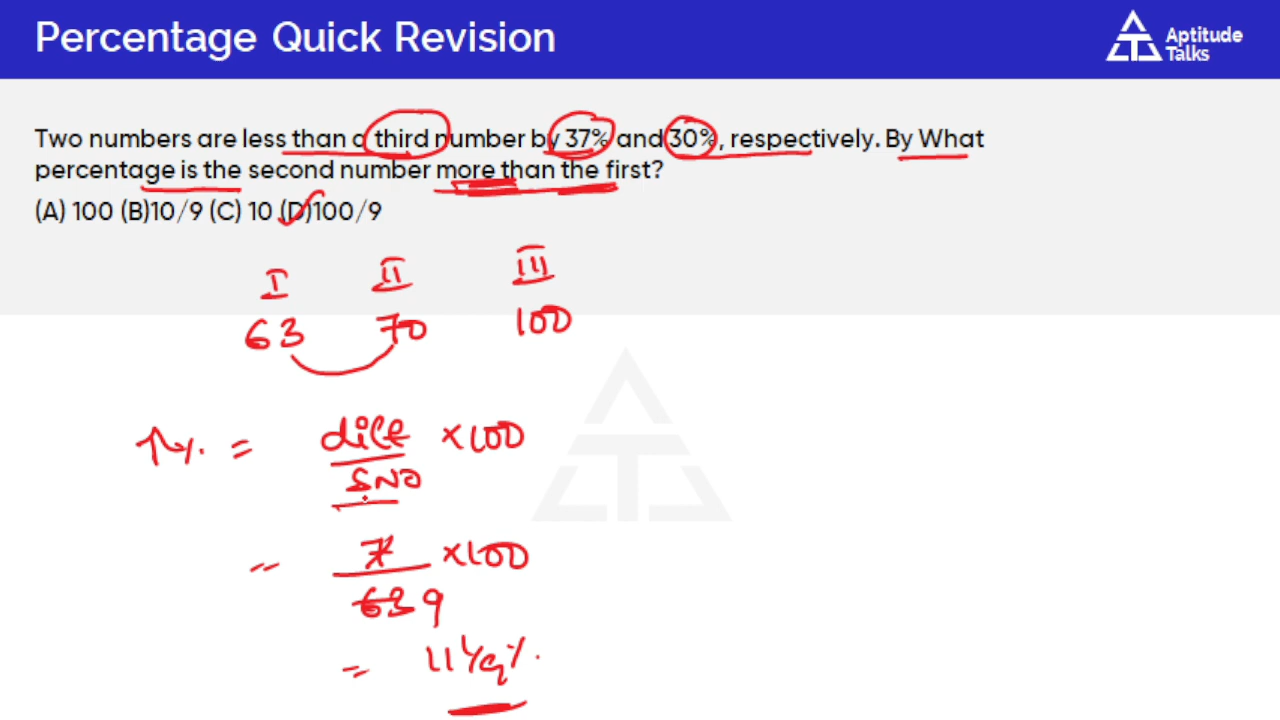 Percentage Quick Revision
Aptitude
Talks
Two numbers are less than a third number by 37% and 30%, respectively. By What
percentage is the second number more than the first?
(A) 100 (B)10/9 (C) 10 (D)100/9
I II III
63 70 100
↑%. = diff ×100
SNO
= 7 ×100
63 9
= 11 1/9 %.